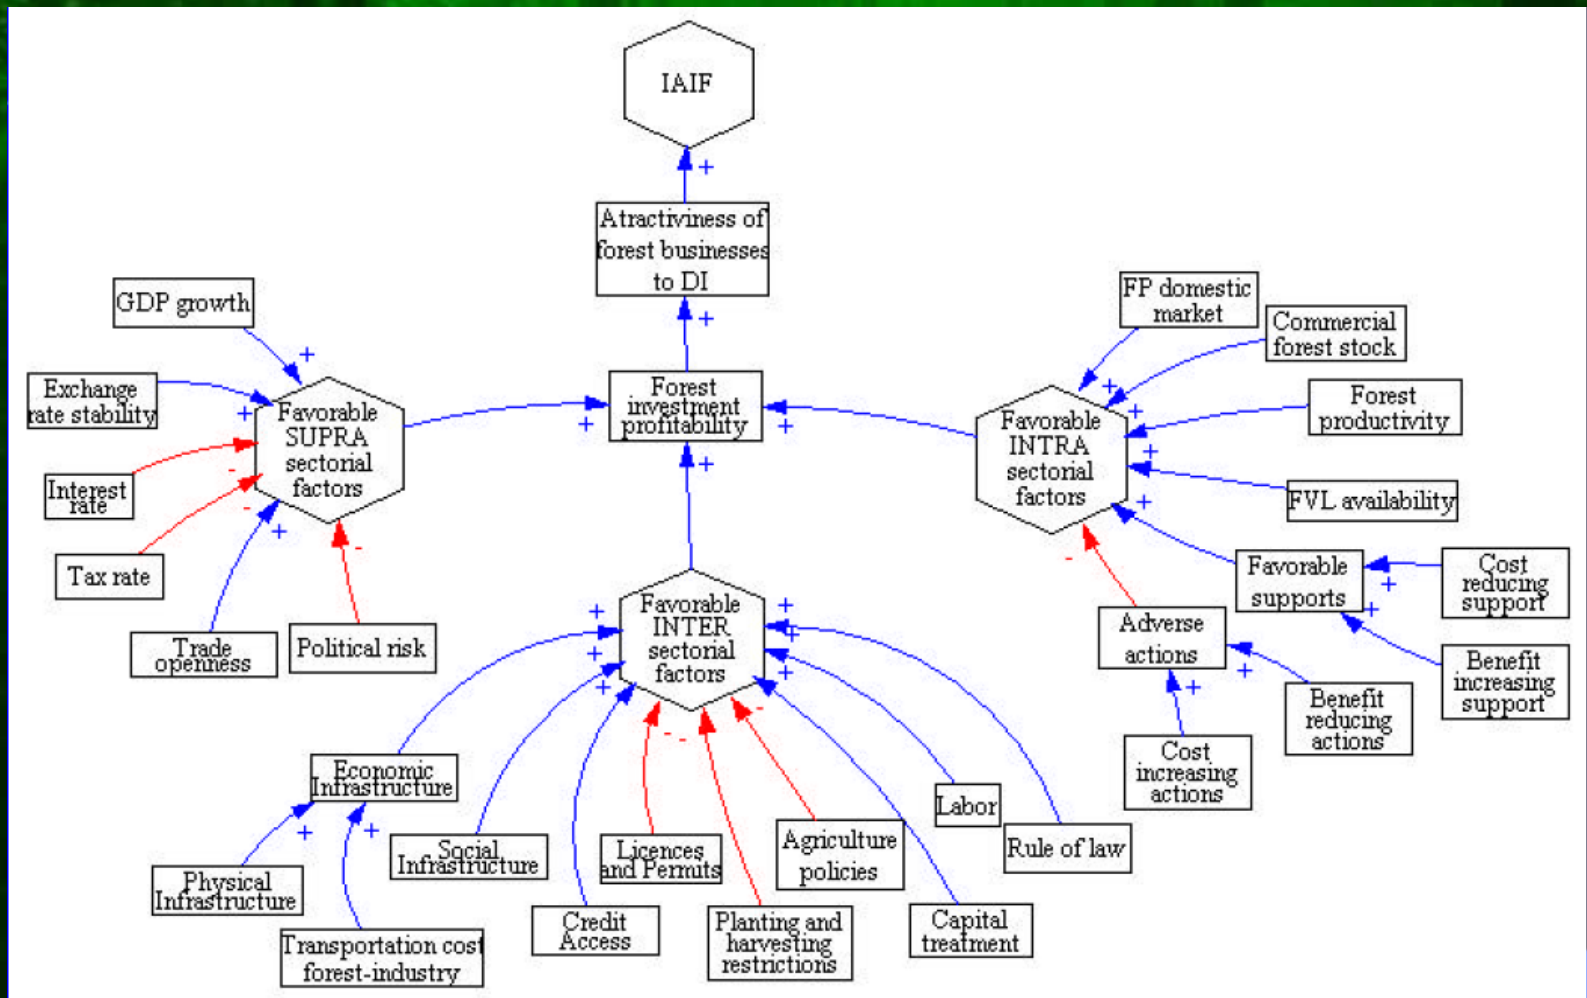 IAIF
Atractiviness of
forest businesses
to DI
GDP growth
Exchange
rate stability
Interest
rate
Tax rate
Trade
openness
Political risk
Favorable
SUPRA
sectorial
factors
Forest
investment
profitability
Favorable
INTRA
sectorial
factors
FP domestic
market
Commercial
forest stock
Forest
productivity
FVL availability
Favorable
supports
Cost
reducing
support
Benefit
increasing
support
Adverse
actions
Benefit
reducing
actions
Cost
increasing
actions
Favorable
INTER
sectorial
factors
Economic
Infrastructure
Physical
Infrastructure
Transportation cost
forest-industry
Social
Infrastructure
Credit
Access
Licences
and Permits
Planting and
harvesting
restrictions
Agriculture
policies
Capital
treatment
Labor
Rule of law